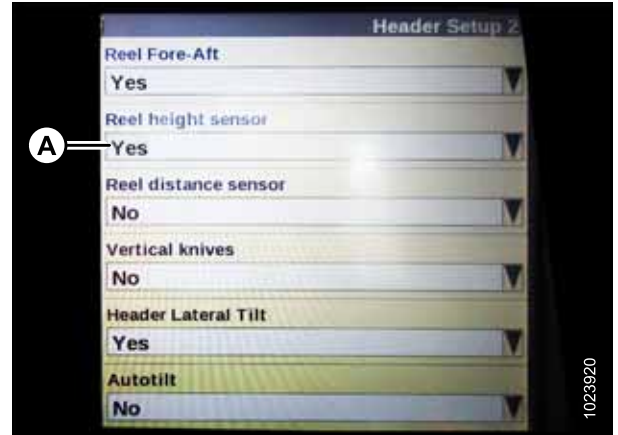 Header Setup 2
Reel Fore-Aft
Yes
Reel height sensor
A
Yes
Reel distance sensor
No
Vertical knives
No
Header Lateral Tilt
Yes
Autotilt
No
1023920